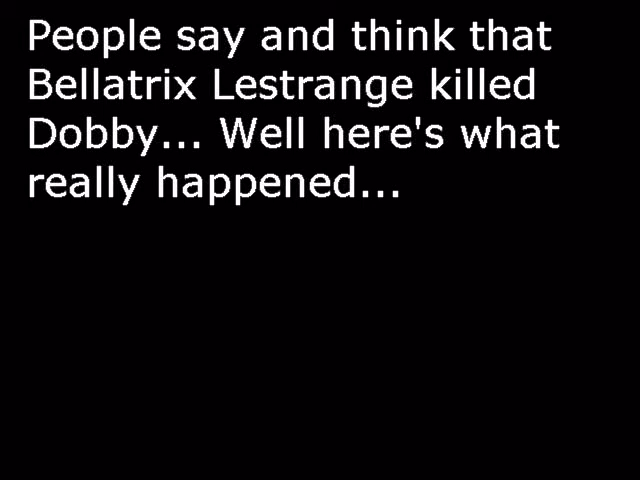 People say and think that
Bellatrix Lestrange killed
Dobby... Well here's what
really happened...